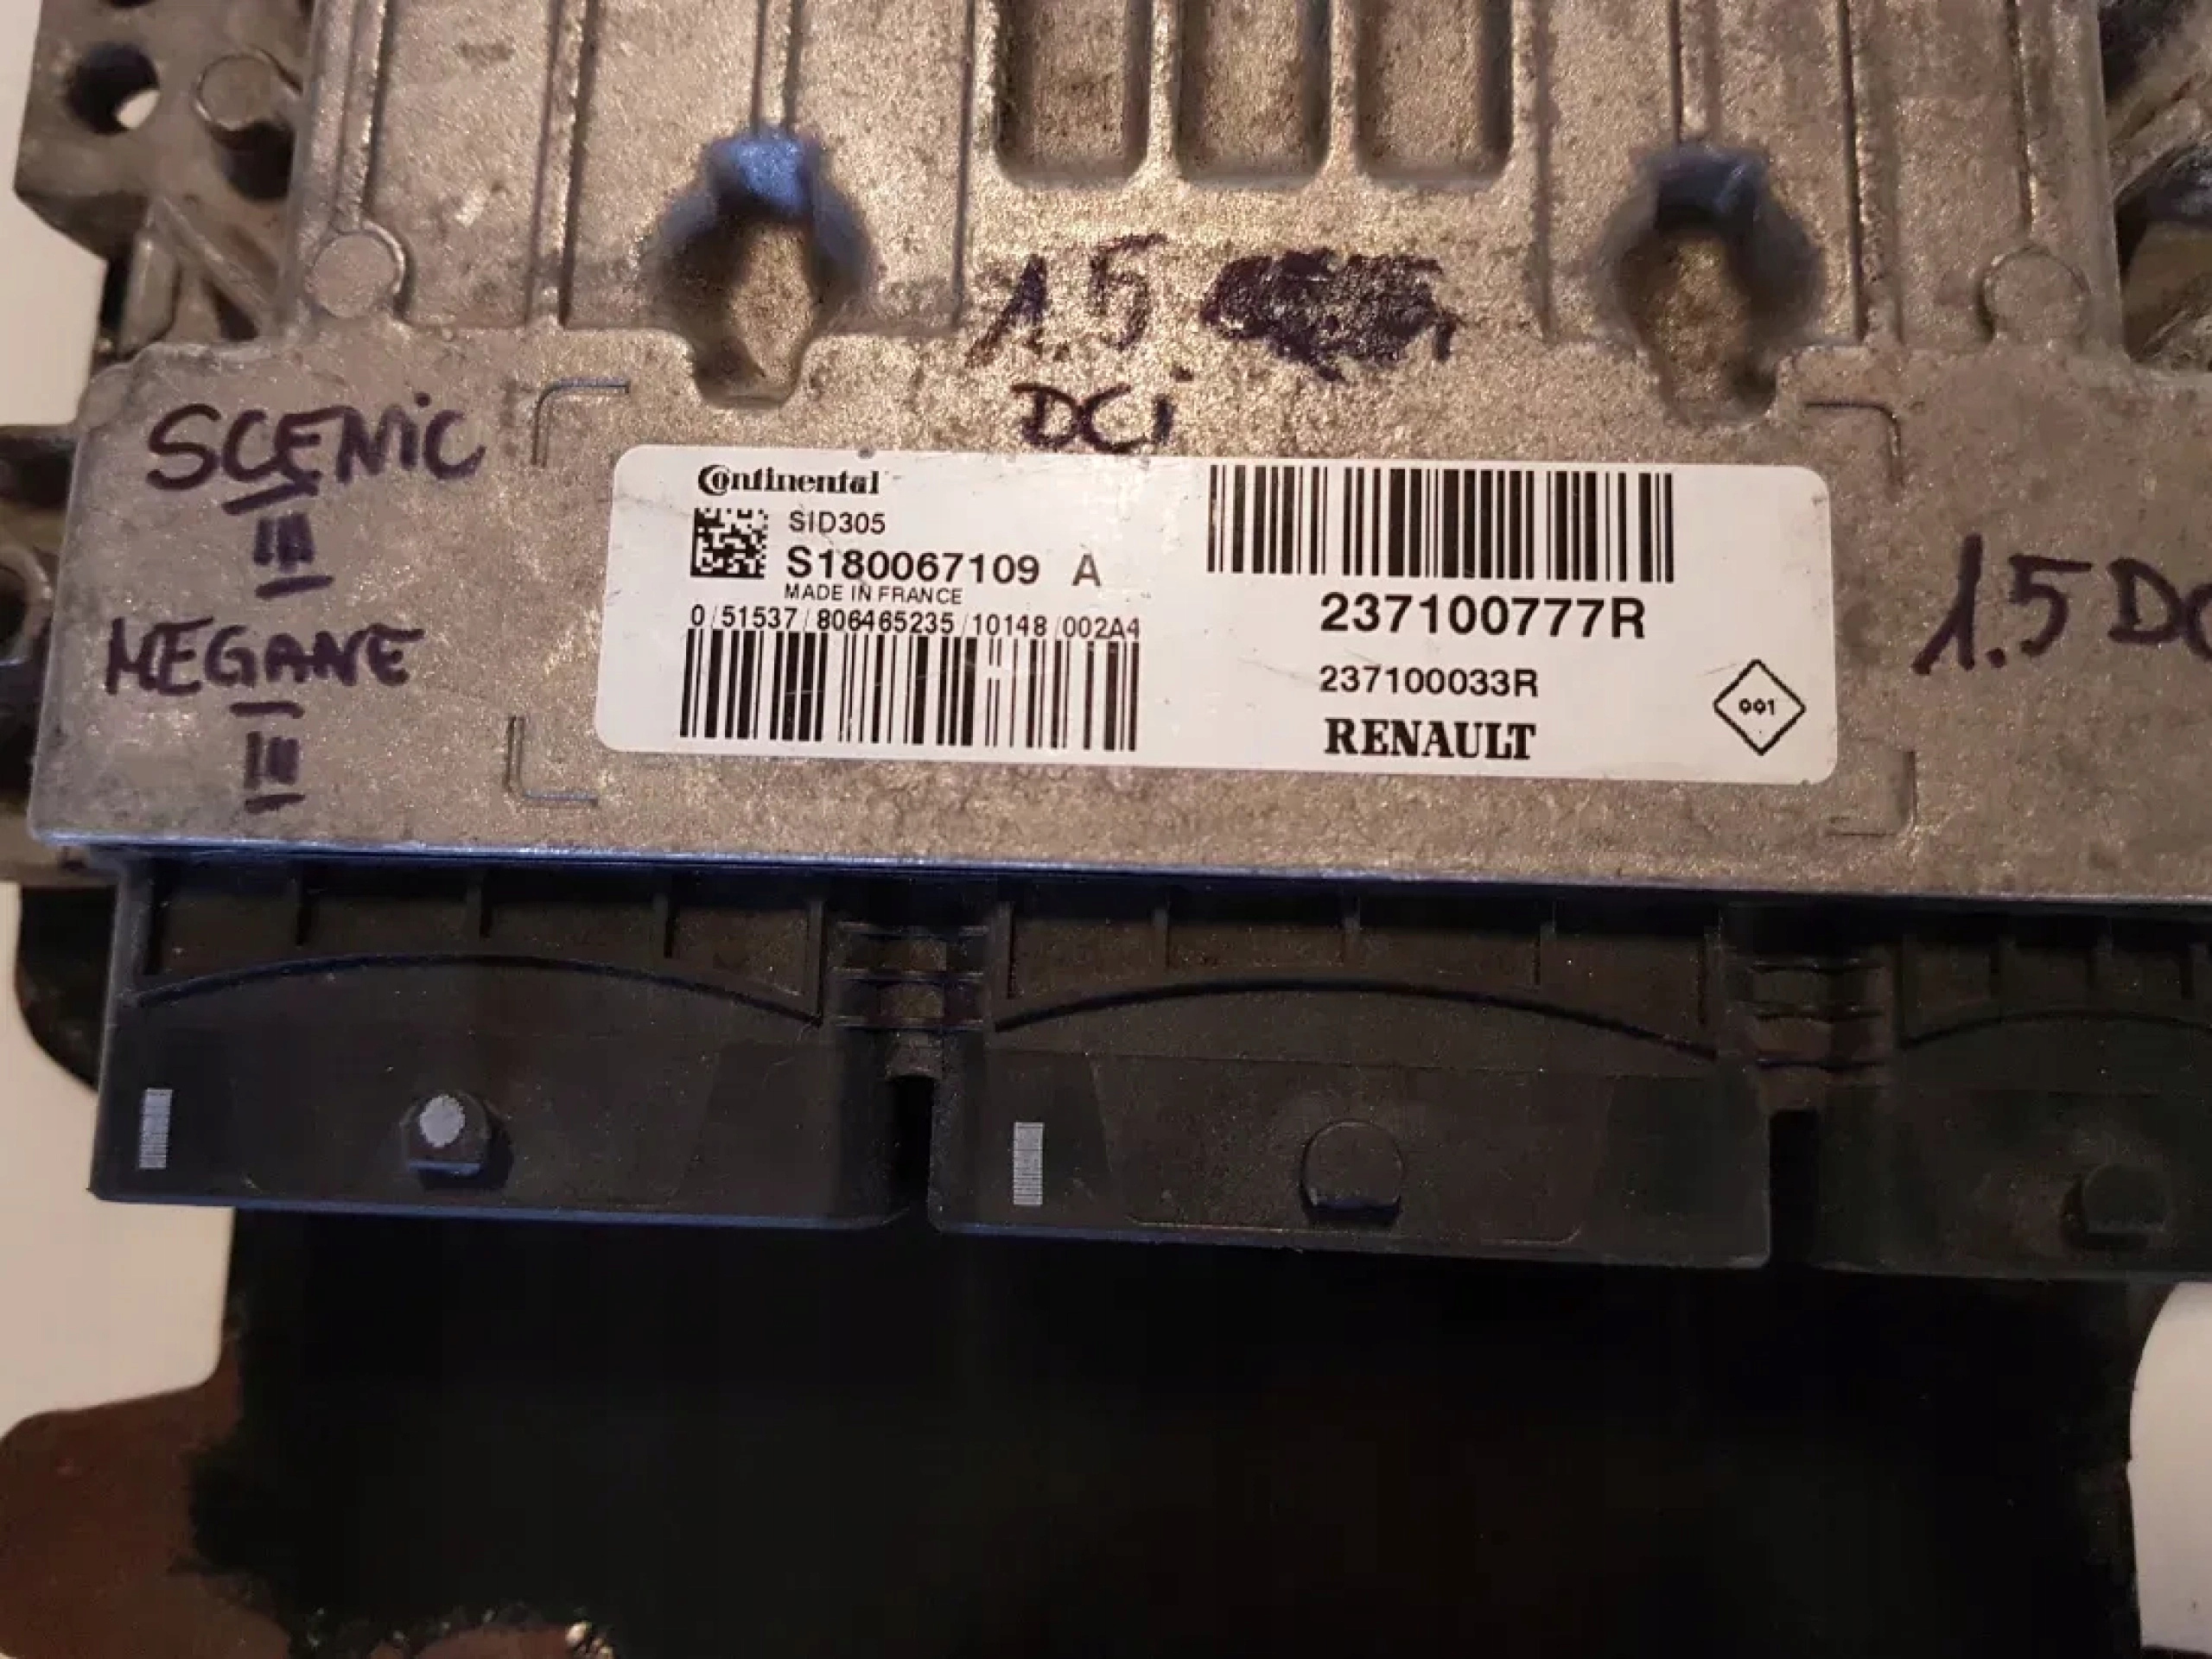 1.5
DCi
SCENIC
III
MEGANE
III
Continental
SID305
S180067109 A
MADE IN FRANCE
0/51537/806465235/10148/002A4
237100777R
237100033R
RENAULT
001
1.5 DC